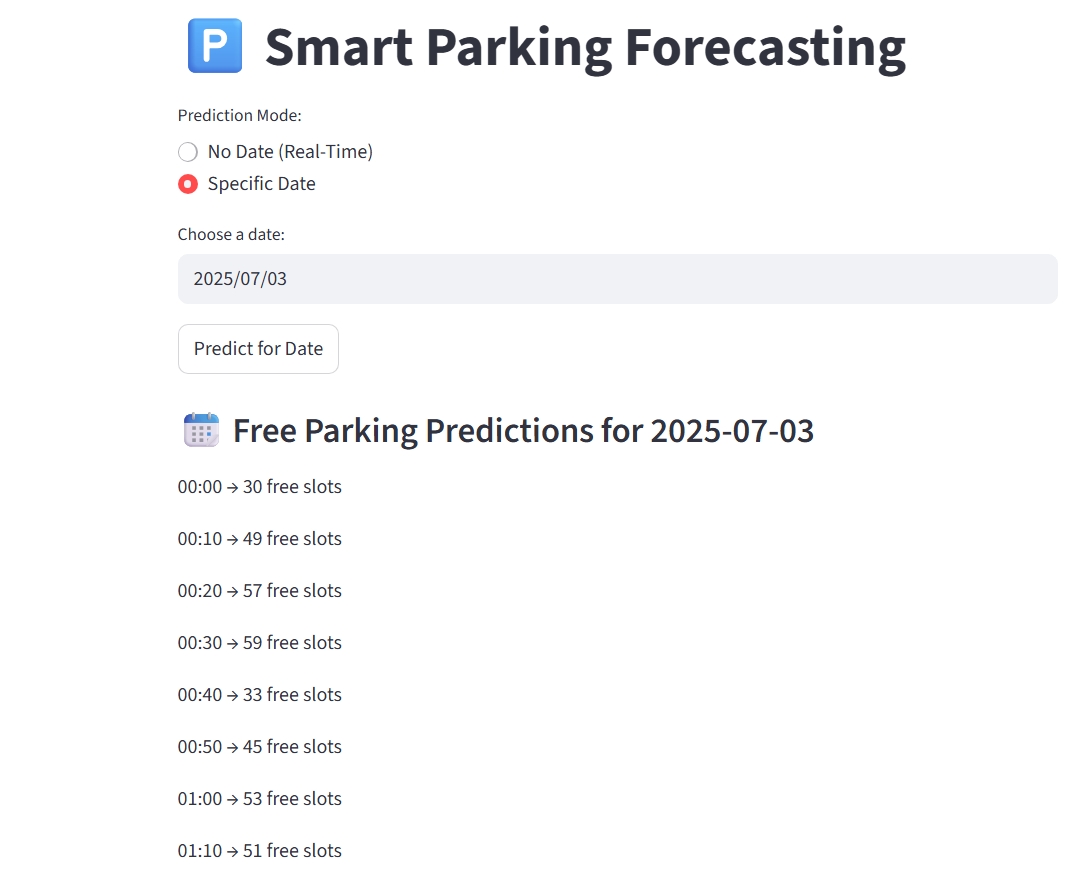 P Smart Parking Forecasting
Prediction Mode:
No Date (Real-Time)
Specific Date
Choose a date:
2025/07/03
Predict for Date
Free Parking Predictions for 2025-07-03
00:00 → 30 free slots
00:10 → 49 free slots
00:20 → 57 free slots
00:30 → 59 free slots
00:40 → 33 free slots
00:50 → 45 free slots
01:00 → 53 free slots
01:10 → 51 free slots